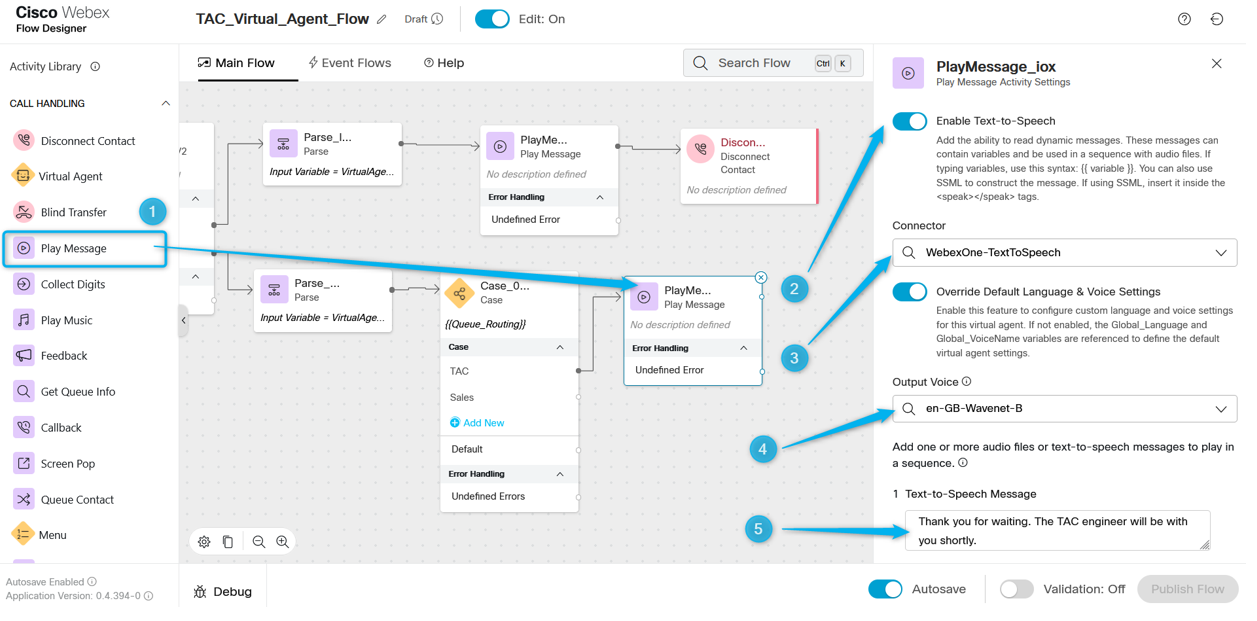 Cisco Webex
Flow Designer
TAC_Virtual_Agent_Flow
Draft
Edit: On
Activity Library
CALL HANDLING
Disconnect Contact
Virtual Agent
Blind Transfer
1
Play Message
Collect Digits
Play Music
Feedback
Get Queue Info
Callback
Screen Pop
Queue Contact
Menu
Autosave Enabled
Application Version: 0.4.394-0
Main Flow
Event Flows
Help
Search Flow
Ctrl
K
Parse_I...
Parse
Input Variable = VirtualAge...
PlayMe...
Play Message
No description defined
Error Handling
Undefined Error
Discon...
Disconnect
Contact
No description defined
Parse_...
Parse
Input Variable = VirtualAge...
Case_0...
Case
{{Queue_Routing}}
Case
TAC
Sales
Add New
Default
Error Handling
Undefined Errors
PlayMe...
Play Message
No description defined
Error Handling
Undefined Error
2
3
4
5
PlayMessage_iox
Play Message Activity Settings
Enable Text-to-Speech
Add the ability to read dynamic messages. These messages can
contain variables and be used in a sequence with audio files. If
typing variables, use this syntax: {{ variable }}. You can also use
SSML to construct the message. If using SSML, insert it inside the
<speak></speak> tags.
Connector
WebexOne-TextToSpeech
Override Default Language & Voice Settings
Enable this feature to configure custom language and voice settings
for this virtual agent. If not enabled, the Global_Language and
Global_VoiceName variables are referenced to define the default
virtual agent settings.
Output Voice
en-GB-Wavenet-B
Add one or more audio files or text-to-speech messages to play in
a sequence.
1 Text-to-Speech Message
Thank you for waiting. The TAC engineer will be with
you shortly.
Debug
Autosave
Validation: Off
Publish Flow